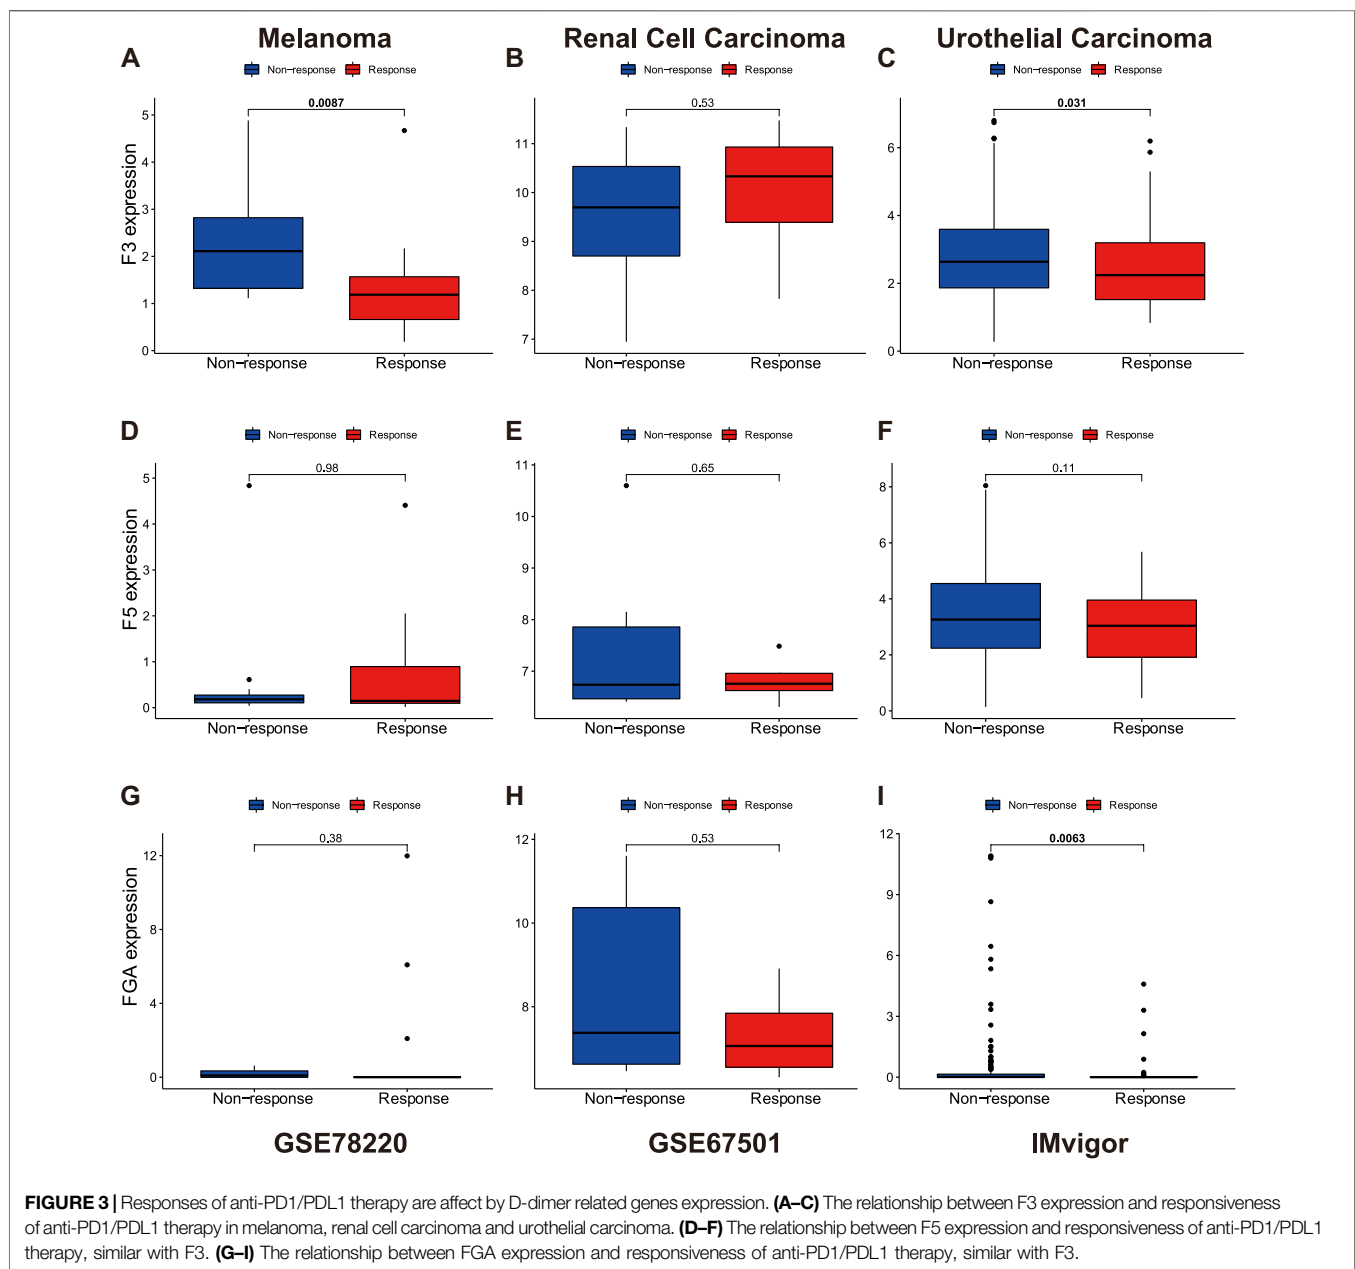 Melanoma
Renal Cell Carcinoma
Urothelial Carcinoma
A
Non-response Response
0.0087
F3 expression
5
4
3
2
1
0
Non-response Response
B
Non-response Response
0.53
11
10
9
8
7
Non-response Response
C
Non-response Response
0.031
6
4
2
0
Non-response Response
D
Non-response Response
0.98
F5 expression
5
4
3
2
1
0
Non-response Response
E
Non-response Response
0.65
11
10
9
8
7
Non-response Response
F
Non-response Response
0.11
8
6
4
2
0
Non-response Response
G
Non-response Response
0.38
FGA expression
12
8
4
0
Non-response Response
H
Non-response Response
0.53
12
10
8
Non-response Response
I
Non-response Response
0.0063
12
9
6
3
0
Non-response Response
GSE78220
GSE67501
IMvigor
FIGURE 3 | Responses of anti-PD1/PDL1 therapy are affect by D-dimer related genes expression. (A–C) The relationship between F3 expression and responsiveness
of anti-PD1/PDL1 therapy in melanoma, renal cell carcinoma and urothelial carcinoma. (D–F) The relationship between F5 expression and responsiveness of anti-PD1/PDL1
therapy, similar with F3. (G–I) The relationship between FGA expression and responsiveness of anti-PD1/PDL1 therapy, similar with F3.